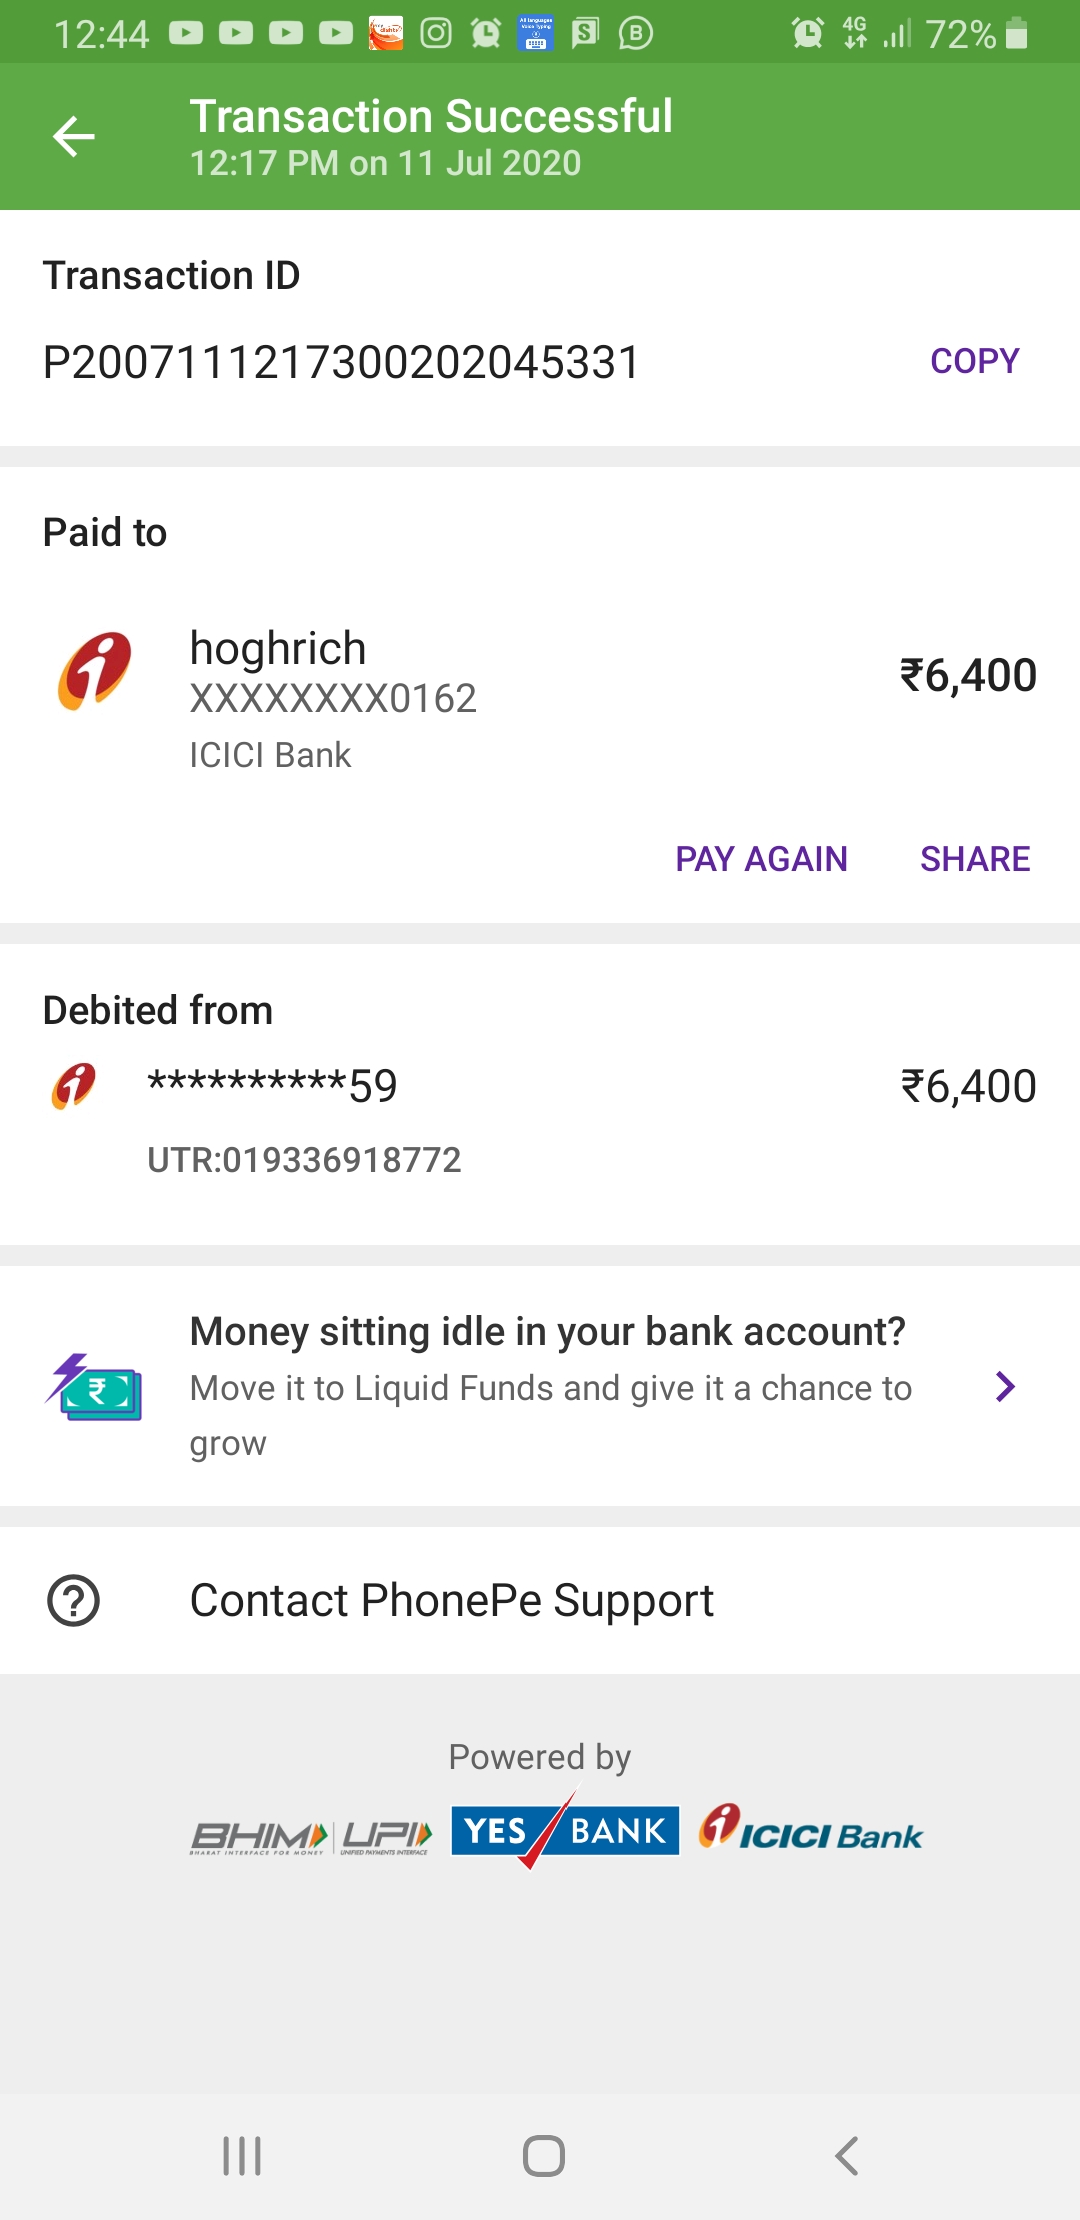 12:44
4G
72%
Transaction Successful
12:17 PM on 11 Jul 2020
Transaction ID
P2007111217300202045331
COPY
Paid to
hoghrich
₹6,400
XXXXXXXX0162
ICICI Bank
PAY AGAIN
SHARE
Debited from
**********59
₹6,400
UTR:019336918772
Money sitting idle in your bank account?
Move it to Liquid Funds and give it a chance to
grow
Contact PhonePe Support
Powered by
BHIM
BHARAT INTERFACE FOR MONEY
UPI
UNIFIED PAYMENTS INTERFACE
YES BANK
ICICI Bank